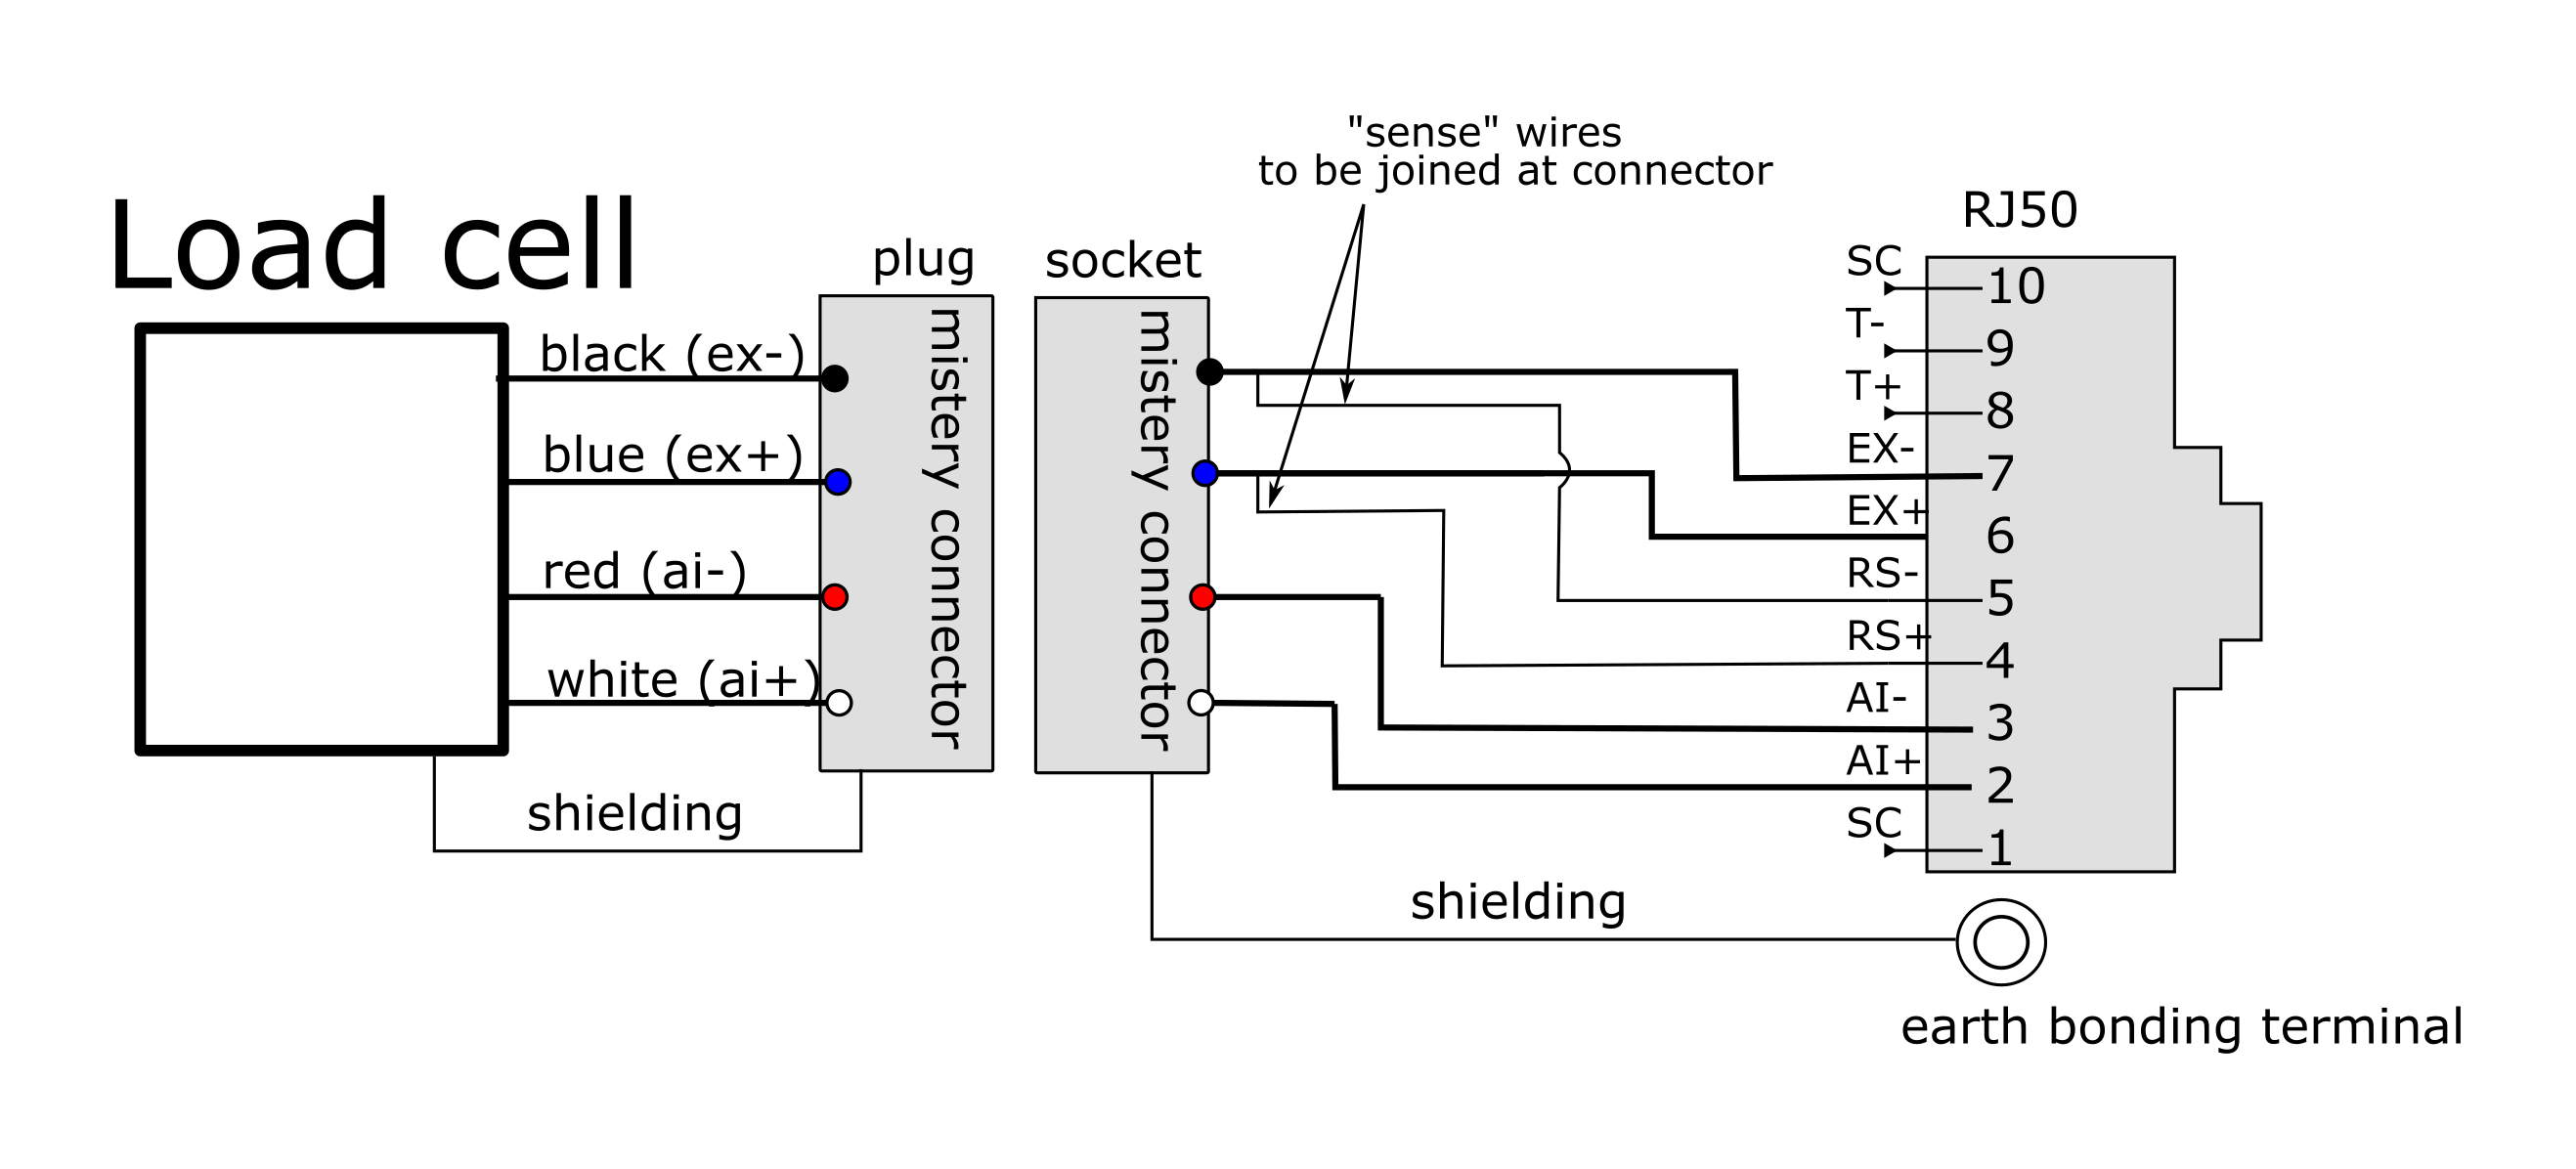 "sense" wires
to be joined at connector
Load cell
plug
socket
RJ50
black (ex-)
blue (ex+)
red (ai-)
white (ai+)
shielding
mistery connector
mistery connector
SC
10
T-
9
T+
8
EX-
7
EX+
6
RS-
5
RS+
4
AI-
3
AI+
2
SC
1
shielding
earth bonding terminal